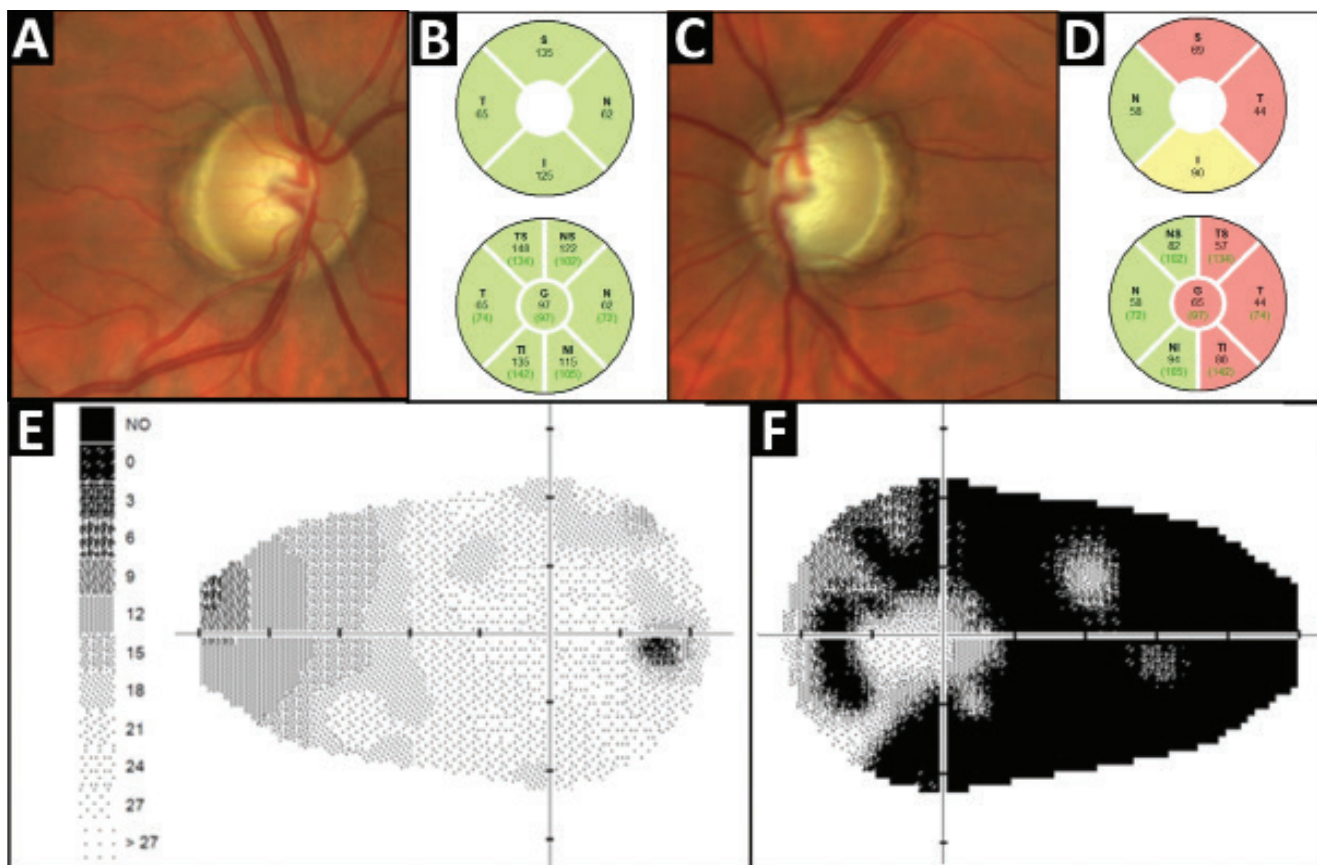 A
B
S
135
T
65
N
62
I
125
TS
148
(134)
NS
122
(102)
T
65
(74)
G
97
(97)
N
62
(72)
TI
135
(142)
NI
115
(105)
C
D
S
69
N
58
T
44
I
90
NS
82
(102)
TS
57
(134)
N
58
(72)
G
65
(97)
T
44
(74)
NI
94
(105)
TI
86
(142)
E
NO
0
3
6
9
12
15
18
21
24
27
> 27
F